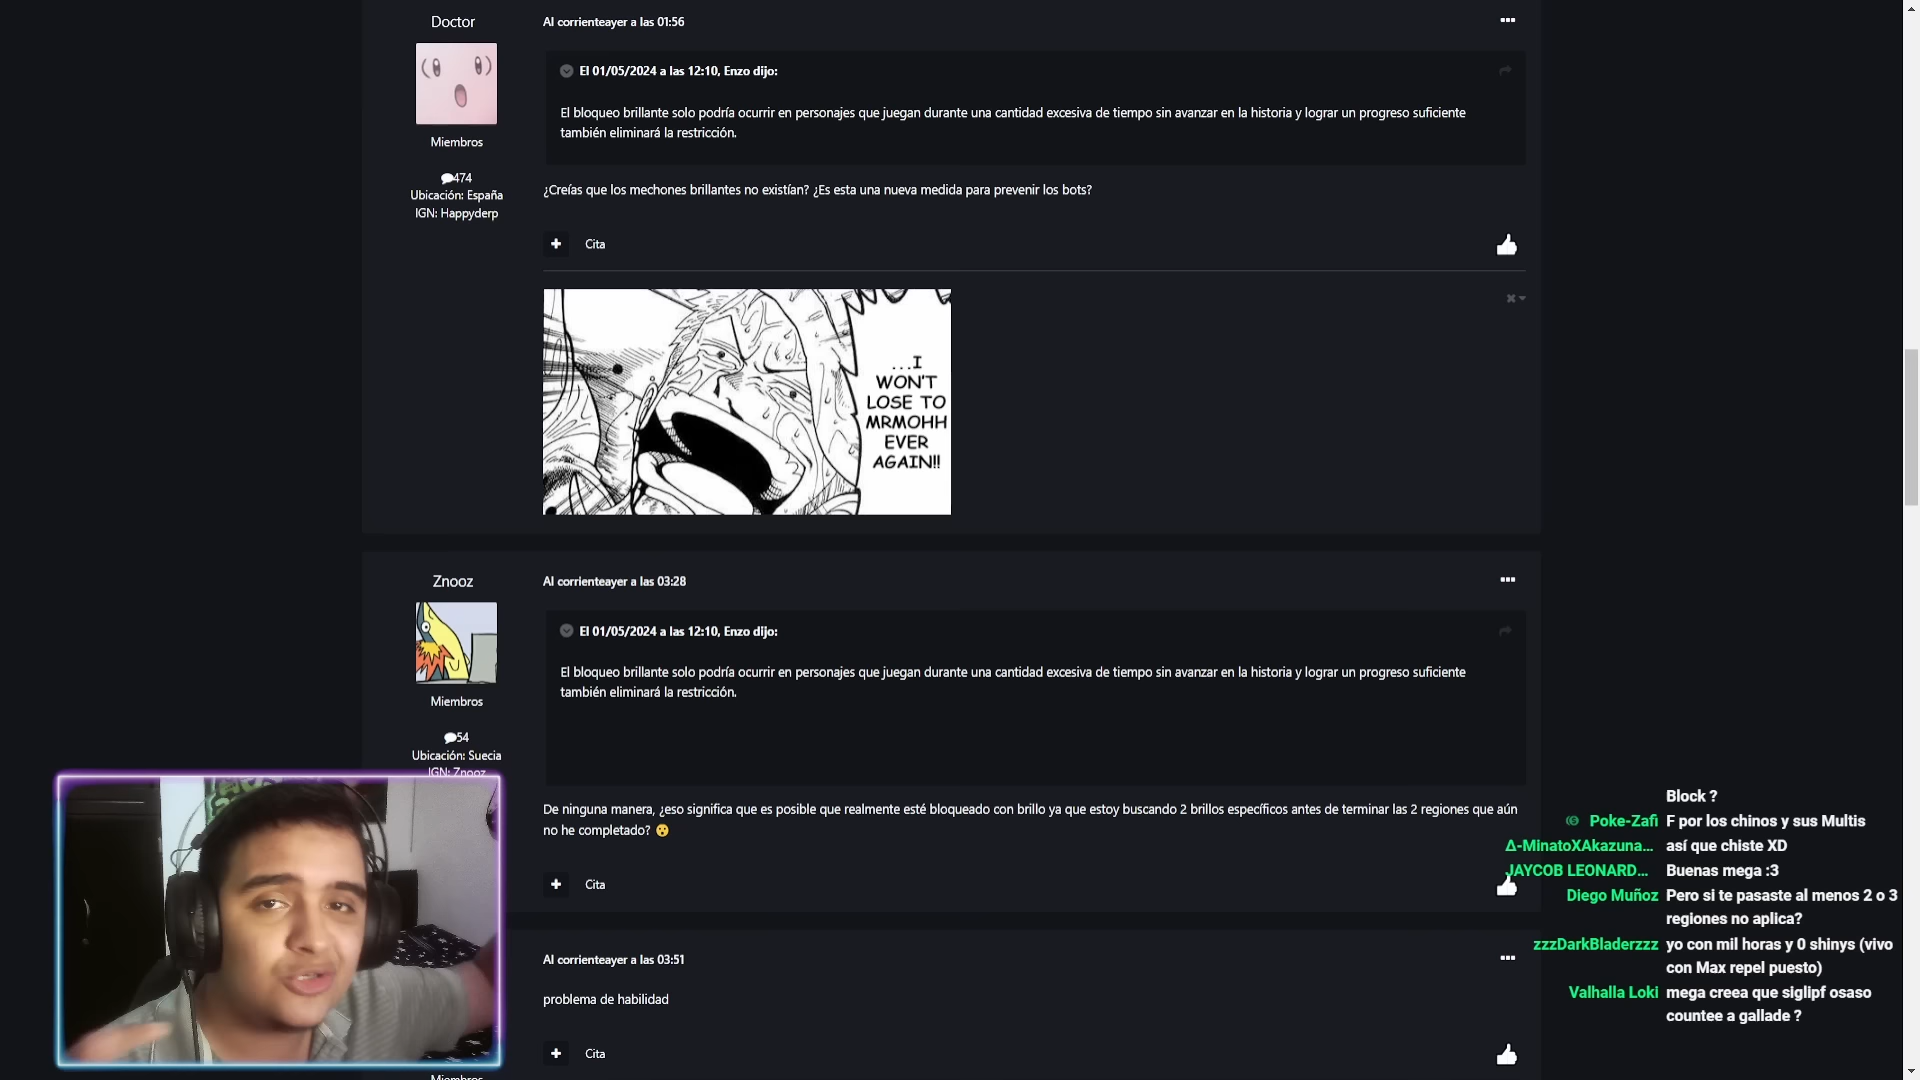 Doctor
Al corrienteayer a las 01:56
El 01/05/2024 a las 12:10, Enzo dijo:
El bloqueo brillante solo podría ocurrir en personajes que juegan durante una cantidad excesiva de tiempo sin avanzar en la historia y lograr un progreso suficiente
también eliminará la restricción.
Miembros
474
Ubicación: España
IGN: Happyderp
¿Creías que los mechones brillantes no existían? ¿Es esta una nueva medida para prevenir los bots?
Cita
...I
WON'T
LOSE TO
MRMOHH
EVER
AGAIN!!
Znooz
Al corrienteayer a las 03:28
El 01/05/2024 a las 12:10, Enzo dijo:
El bloqueo brillante solo podría ocurrir en personajes que juegan durante una cantidad excesiva de tiempo sin avanzar en la historia y lograr un progreso suficiente
también eliminará la restricción.
Miembros
54
Ubicación: Suecia
IGN: Znooz
De ninguna manera, ¿eso significa que es posible que realmente esté bloqueado con brillo ya que estoy buscando 2 brillos específicos antes de terminar las 2 regiones que aún
no he completado? 😮
Cita
Al corrienteayer a las 03:51
problema de habilidad
Cita
Miembros
Block ?
Poke-Zafi F por los chinos y sus Multis
Δ-MinatoXAkazuna... así que chiste XD
JAYCOB LEONARD... Buenas mega :3
Diego Muñoz Pero si te pasaste al menos 2 o 3
regiones no aplica?
zzzDarkBladerzzz yo con mil horas y 0 shinys (vivo
con Max repel puesto)
Valhalla Loki mega creea que siglipf osaso
countee a gallade ?